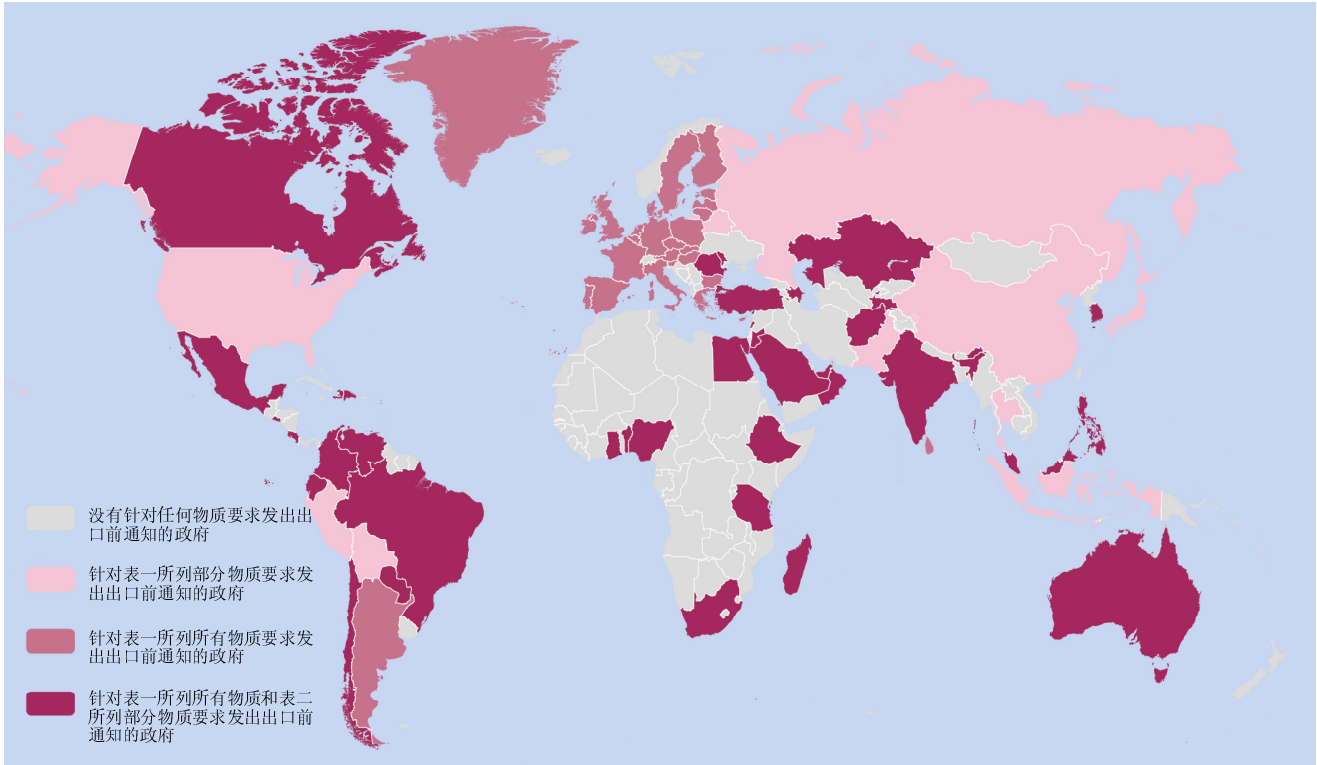 没有针对任何物质要求发出出
口前通知的政府
针对表一所列部分物质要求发
出出口前通知的政府
针对表一所列所有物质要求发
出出口前通知的政府
针对表一所列所有物质和表二
所列部分物质要求发出出口前
通知的政府